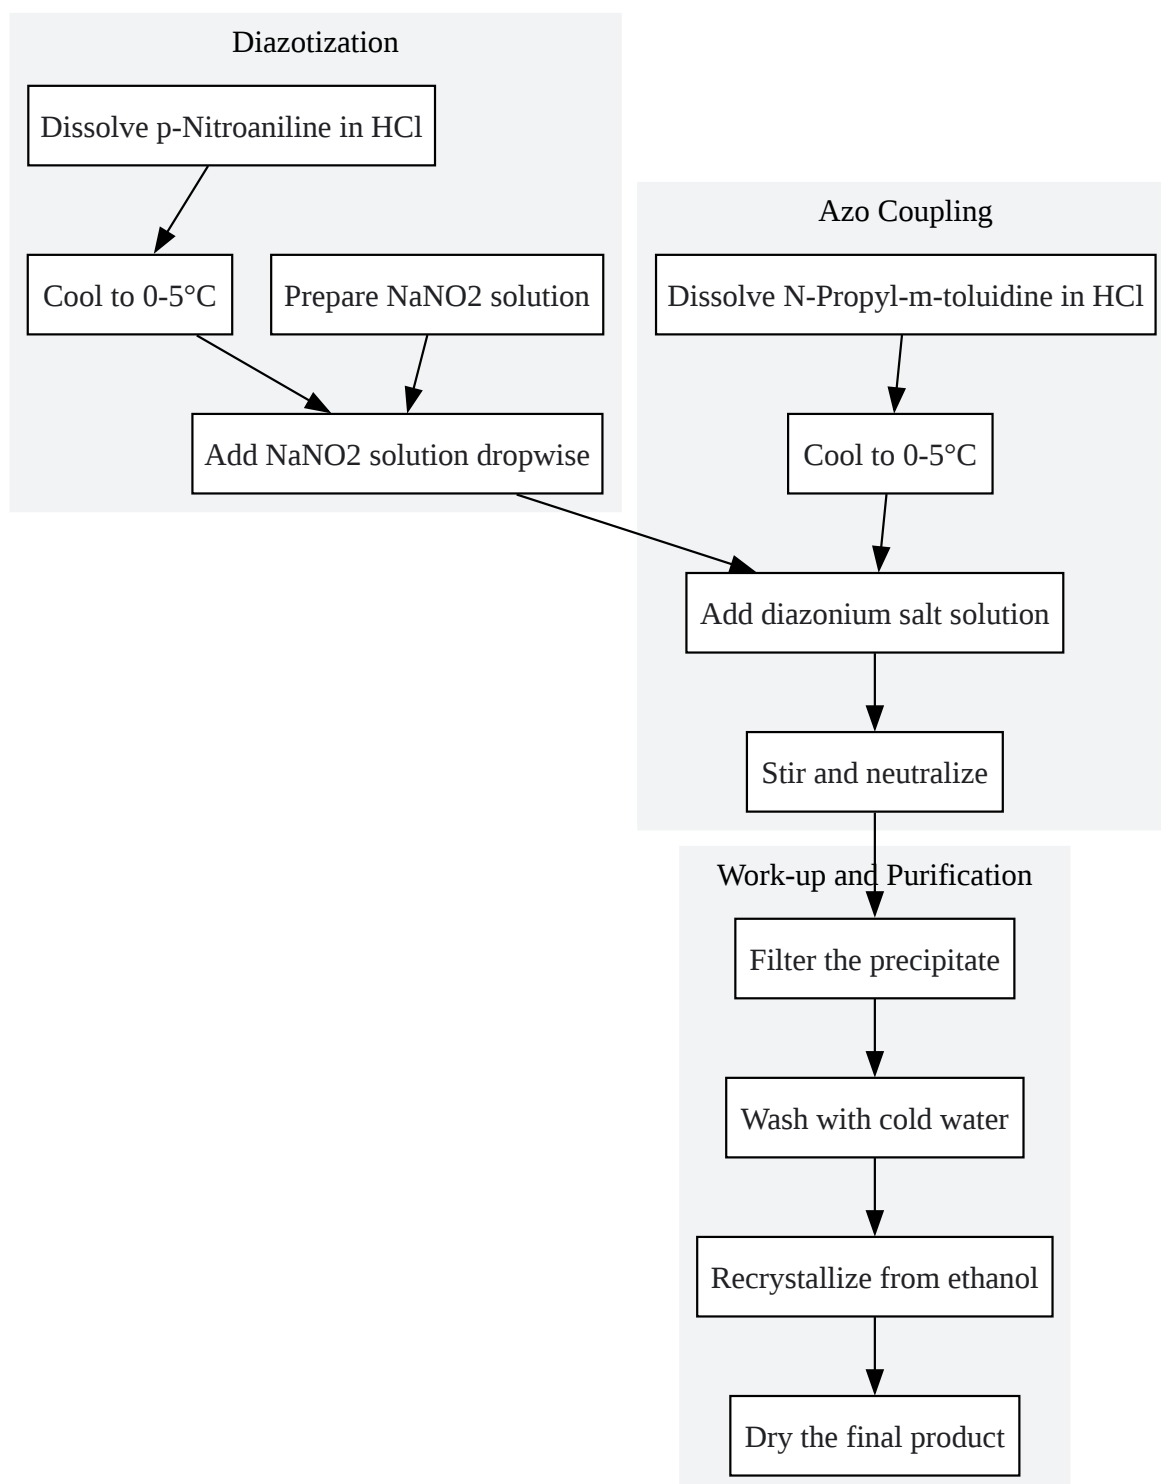 Diazotization
Dissolve p-Nitroaniline in HCl
Cool to 0-5°C
Prepare NaNO2 solution
Add NaNO2 solution dropwise
Azo Coupling
Dissolve N-Propyl-m-toluidine in HCl
Cool to 0-5°C
Add diazonium salt solution
Stir and neutralize
Work-up and Purification
Filter the precipitate
Wash with cold water
Recrystallize from ethanol
Dry the final product